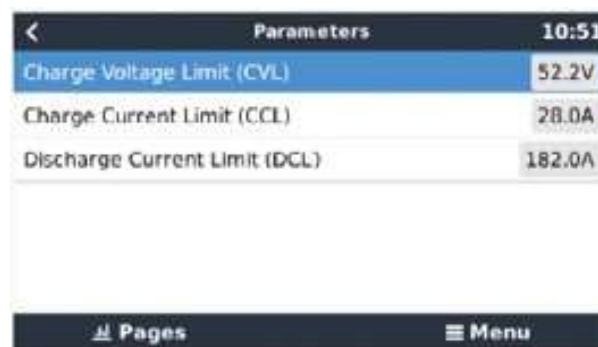 Parameters 10:51
Charge Voltage Limit (CVL) 52.2V
Charge Current Limit (CCL) 28.0A
Discharge Current Limit (DCL) 182.0A
Pages Menu